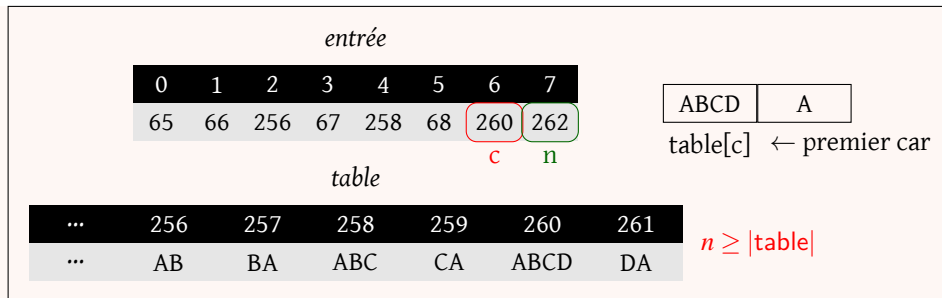 entrée
0 1 2 3 4 5 6 7
65 66 256 67 258 68 260 262
c n
ABCD A
table[c] ← premier car
table
... 256 257 258 259 260 261
... AB BA ABC CA ABCD DA
n ≥ |table|